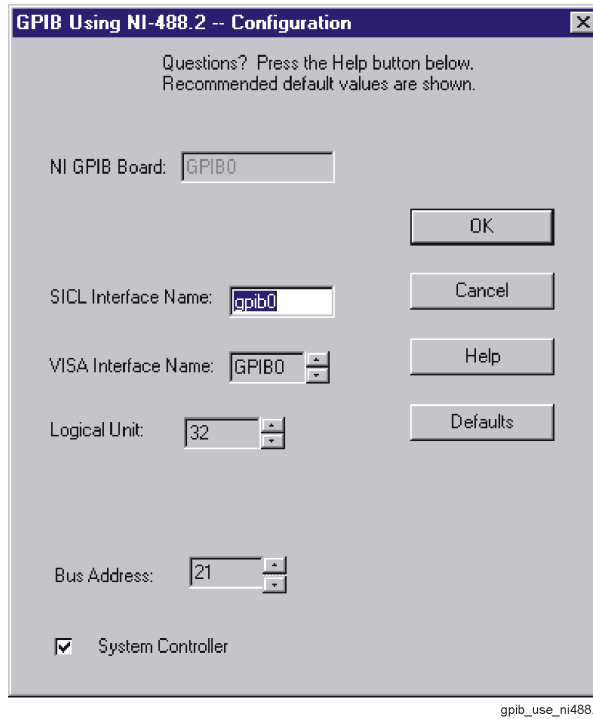 GPIB Using NI-488.2 -- Configuration
Questions? Press the Help button below.
Recommended default values are shown.
NI GPIB Board: GPIB0
OK
SICL Interface Name: gpib0
Cancel
VISA Interface Name: GPIB0
Help
Logical Unit: 32
Defaults
Bus Address: 21
System Controller
gpib_use_ni488.